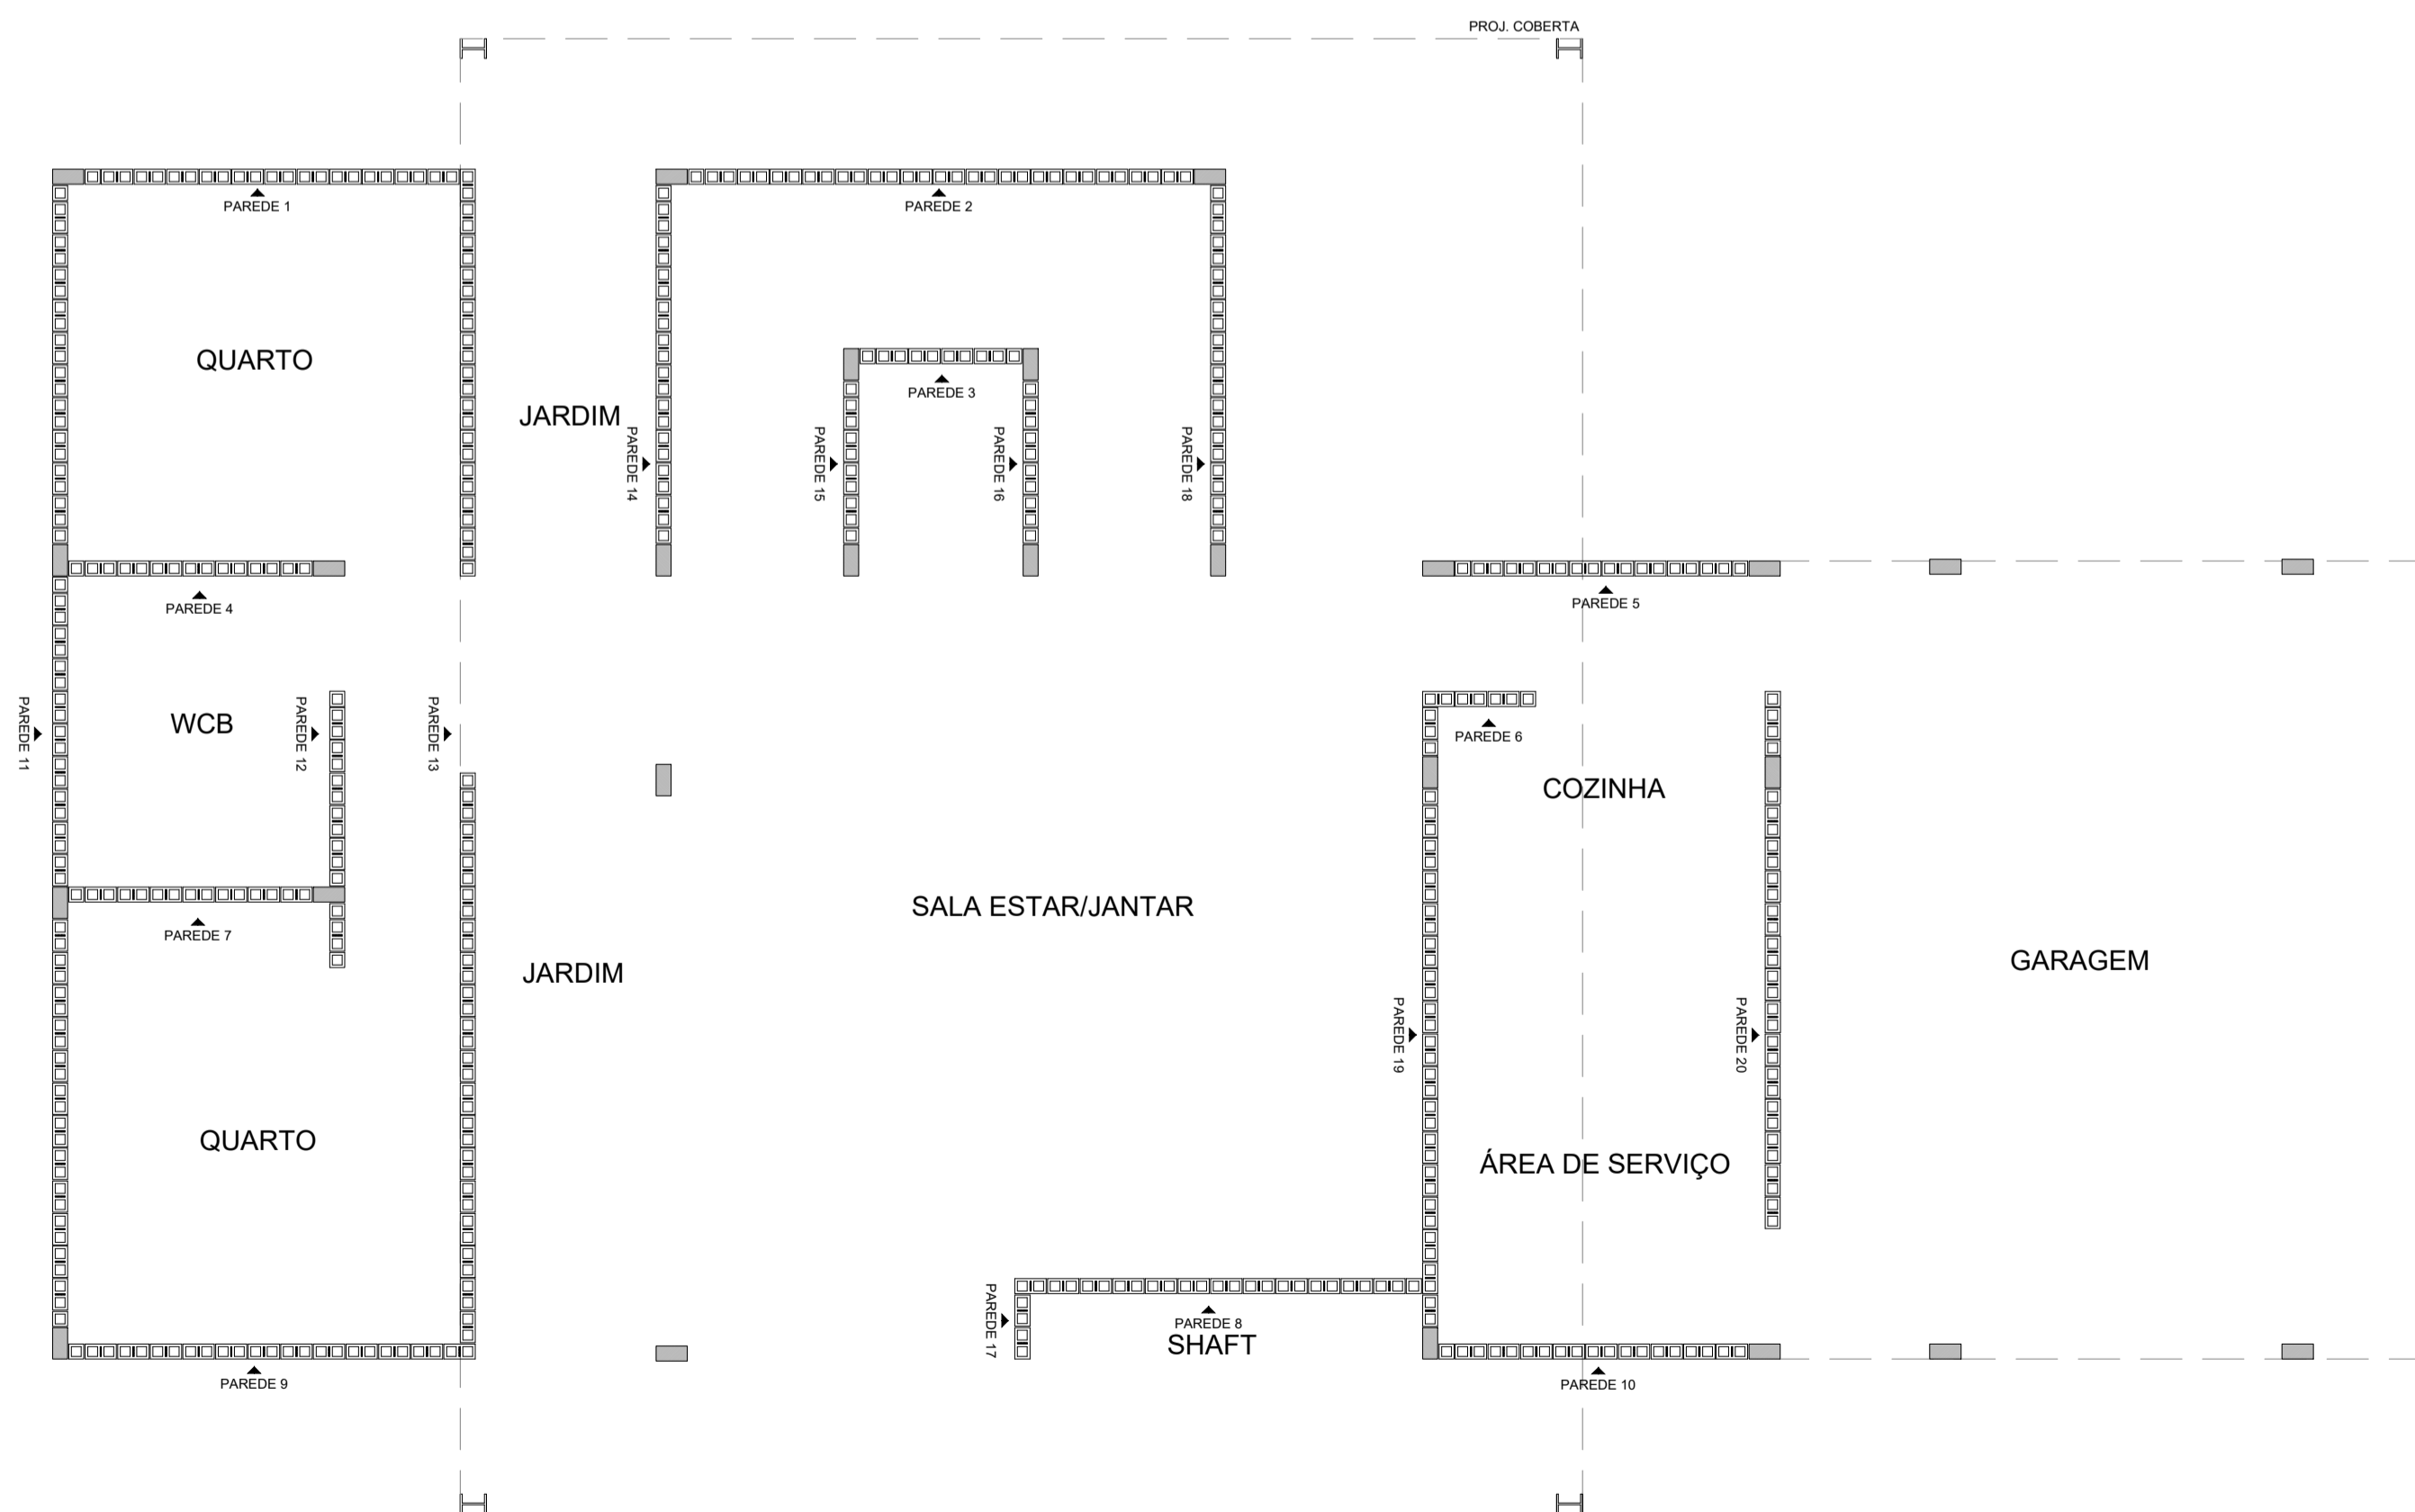 PROJ. COBERTA
PAREDE 1
PAREDE 2
QUARTO
PAREDE 3
JARDIM
PAREDE 14
PAREDE 15
PAREDE 16
PAREDE 18
PAREDE 4
PAREDE 5
WCB
PAREDE 11
PAREDE 12
PAREDE 13
PAREDE 6
COZINHA
SALA ESTAR/JANTAR
PAREDE 7
JARDIM
GARAGEM
PAREDE 19
PAREDE 20
QUARTO
ÁREA DE SERVIÇO
PAREDE 17
PAREDE 8
SHAFT
PAREDE 9
PAREDE 10